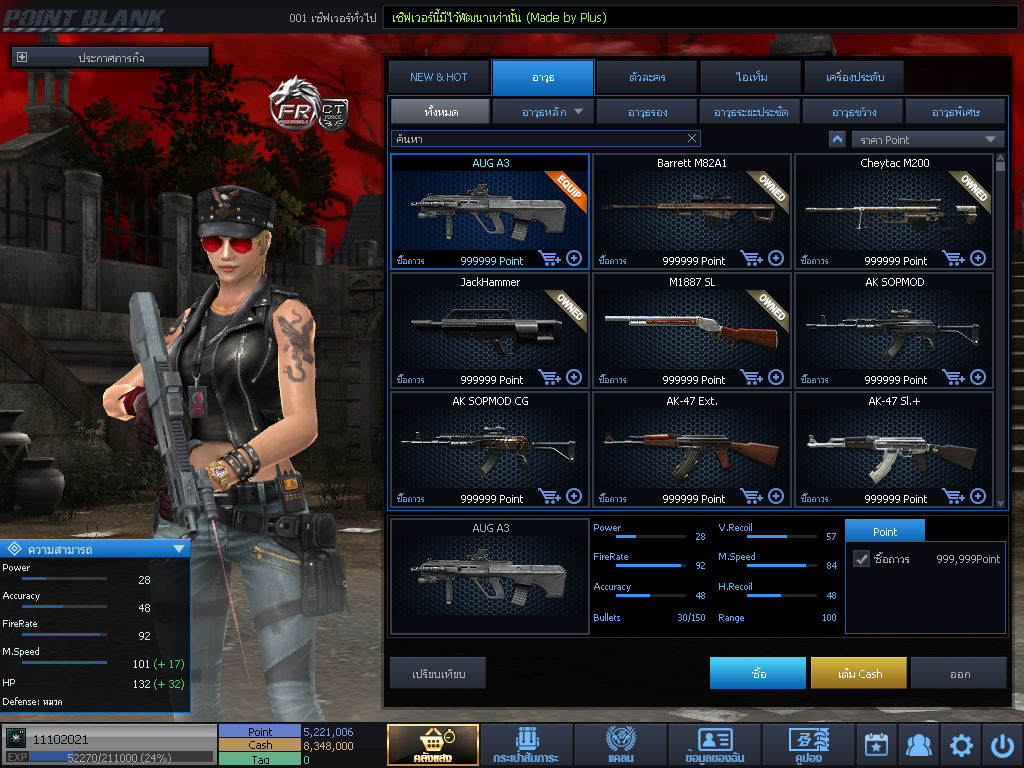 POINT BLANK
001 เซิฟเวอร์ทั่วไป
เซิฟเวอร์นี้มีไว้พัฒนาเท่านั้น (Made by Plus)
ประกาศภารกิจ
FR
CT
FORCE
NEW & HOT
อาวุธ
ตัวละคร
ไอเท็ม
เครื่องประดับ
ทั้งหมด
อาวุธหลัก
อาวุธรอง
อาวุธระยะประชิด
อาวุธขว้าง
อาวุธพิเศษ
ค้นหา
ราคา Point
AUG A3
EQUIP
ซื้อถาวร 999999 Point
Barrett M82A1
OWNED
ซื้อถาวร 999999 Point
Cheytac M200
OWNED
ซื้อถาวร 999999 Point
JackHammer
OWNED
ซื้อถาวร 999999 Point
M1887 SL
OWNED
ซื้อถาวร 999999 Point
AK SOPMOD
ซื้อถาวร 999999 Point
AK SOPMOD CG
ซื้อถาวร 999999 Point
AK-47 Ext.
ซื้อถาวร 999999 Point
AK-47 Sl.+
ซื้อถาวร 999999 Point
AUG A3
Power 28
FireRate 92
Accuracy 48
Bullets 30/150
V.Recoil 57
M.Speed 84
H.Recoil 48
Range 100
Point
ซื้อถาวร 999,999Point
ความสามารถ
Power 28
Accuracy 48
FireRate 92
M.Speed 101 (+ 17)
HP 132 (+ 32)
Defense: หมวก
เปรียบเทียบ
ซื้อ
เติม Cash
ออก
11102021
EXP 52270/211000 (24%)
Point 5,221,006
Cash 8,348,000
Tag 0
คลังแสง
กระเป๋าสัมภาระ
แคลน
ข้อมูลของฉัน
คูปอง